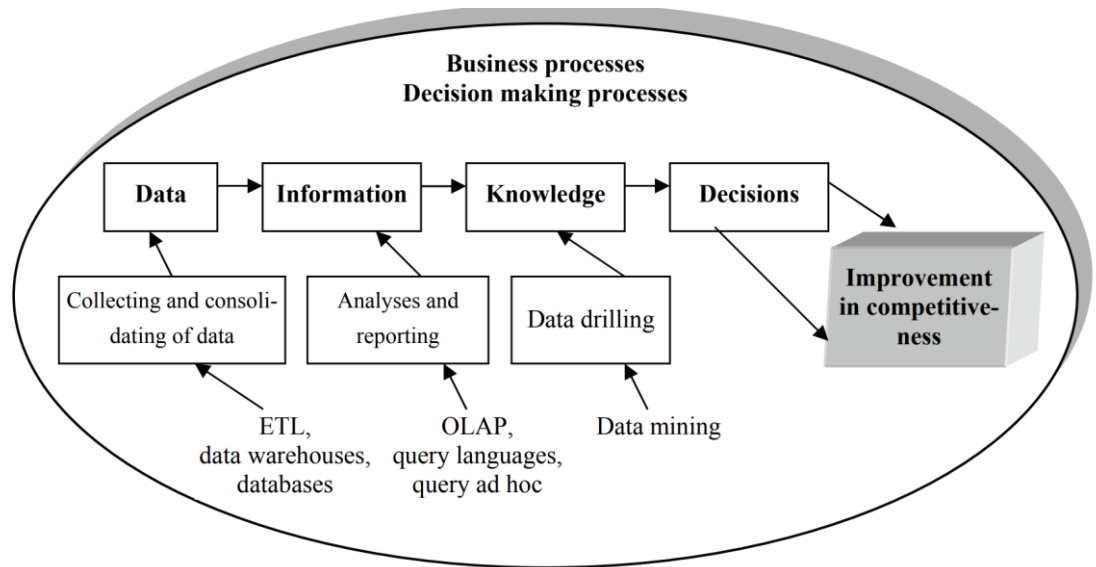 Business processes
Decision making processes
Data
Information
Knowledge
Decisions
Improvement
in competitive-
ness
Collecting and consoli-
dating of data
Analyses and
reporting
Data drilling
ETL,
data warehouses,
databases
OLAP,
query languages,
query ad hoc
Data mining